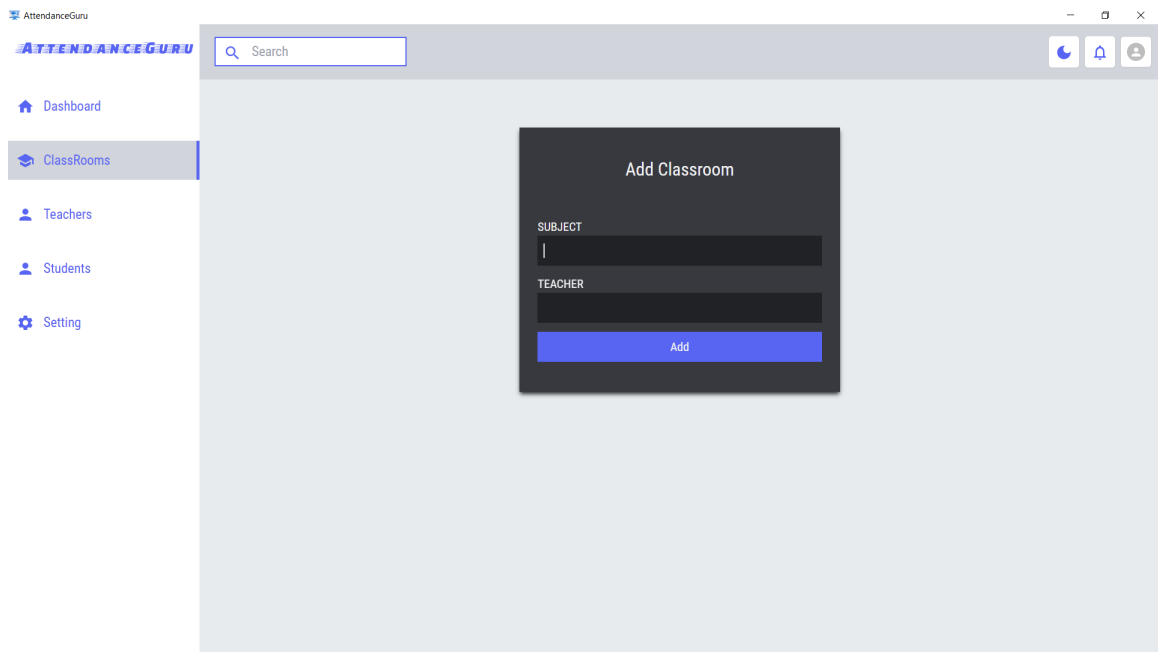 AttendanceGuru
AttendanceGuru
Search
Dashboard
ClassRooms
Teachers
Students
Setting
Add Classroom
SUBJECT
TEACHER
Add